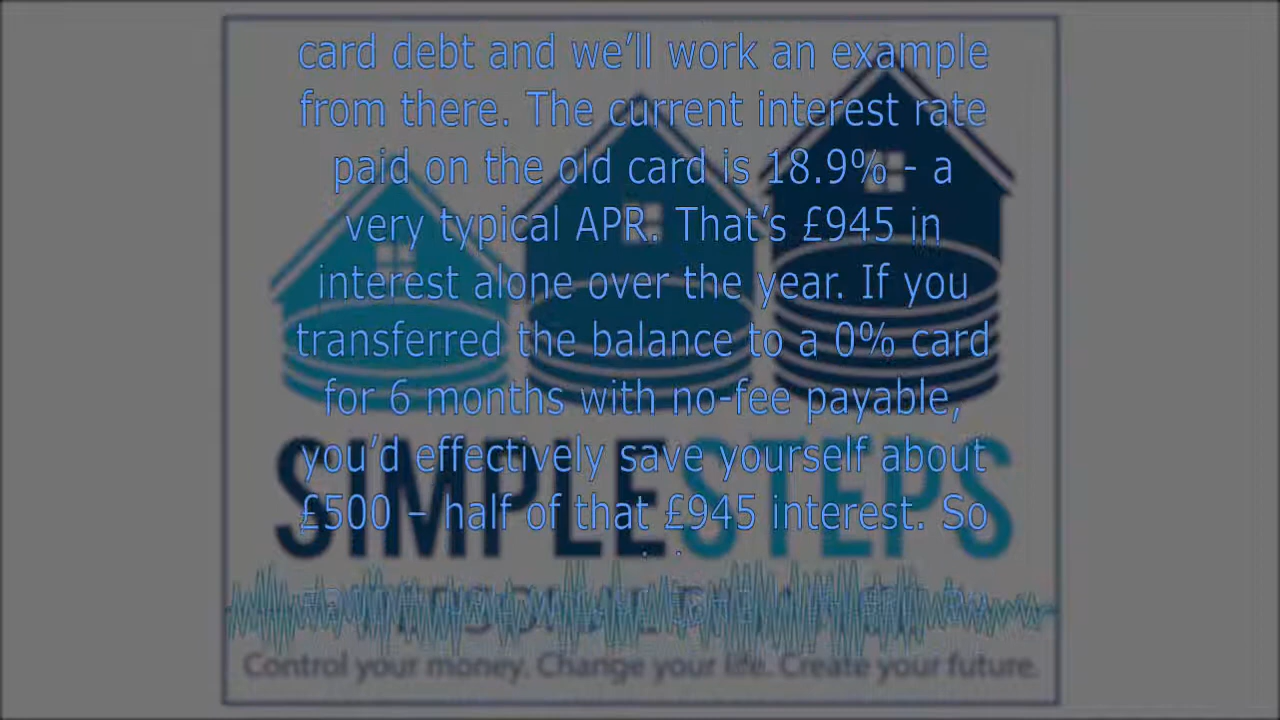 card debt and we’ll work an example
from there. The current interest rate
paid on the old card is 18.9% - a
very typical APR. That’s £945 in
interest alone over the year. If you
transferred the balance to a 0% card
for 6 months with no-fee payable,
you’d effectively save yourself about
£500 – half of that £945 interest. So
SIMPLESTEPS
Control your money. Change your life. Create your future.